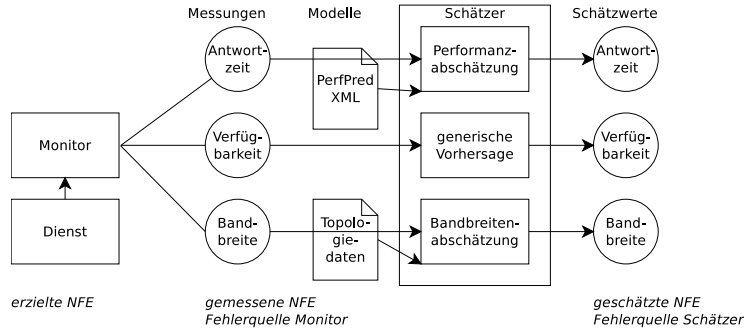 Messungen
Modelle
Schätzer
Schätzwerte
Antwort-
zeit
PerfPred
XML
Performanz-
abschätzung
Antwort-
zeit
Monitor
Verfüg-
barkeit
generische
Vorhersage
Verfüg-
barkeit
Dienst
Band-
breite
Topolo-
gie-
daten
Bandbreiten-
abschätzung
Band-
breite
erzielte NFE
gemessene NFE
Fehlerquelle Monitor
geschätzte NFE
Fehlerquelle Schätzer